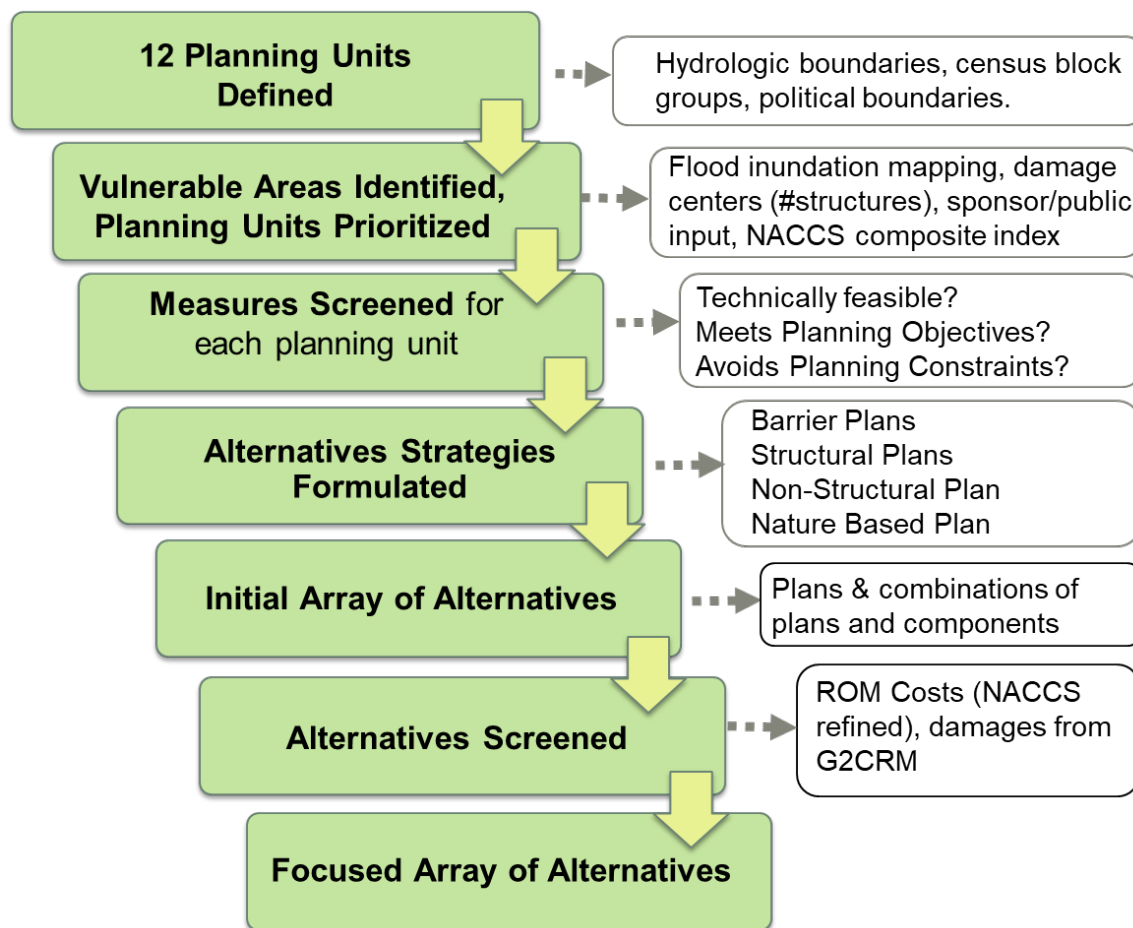 12 Planning Units
Defined
Hydrologic boundaries, census block
groups, political boundaries.
Vulnerable Areas Identified,
Planning Units Prioritized
Flood inundation mapping, damage
centers (#structures), sponsor/public
input, NACCS composite index
Measures Screened for
each planning unit
Technically feasible?
Meets Planning Objectives?
Avoids Planning Constraints?
Alternatives Strategies
Formulated
Barrier Plans
Structural Plans
Non-Structural Plan
Nature Based Plan
Initial Array of Alternatives
Plans & combinations of
plans and components
Alternatives Screened
ROM Costs (NACCS
refined), damages from
G2CRM
Focused Array of Alternatives